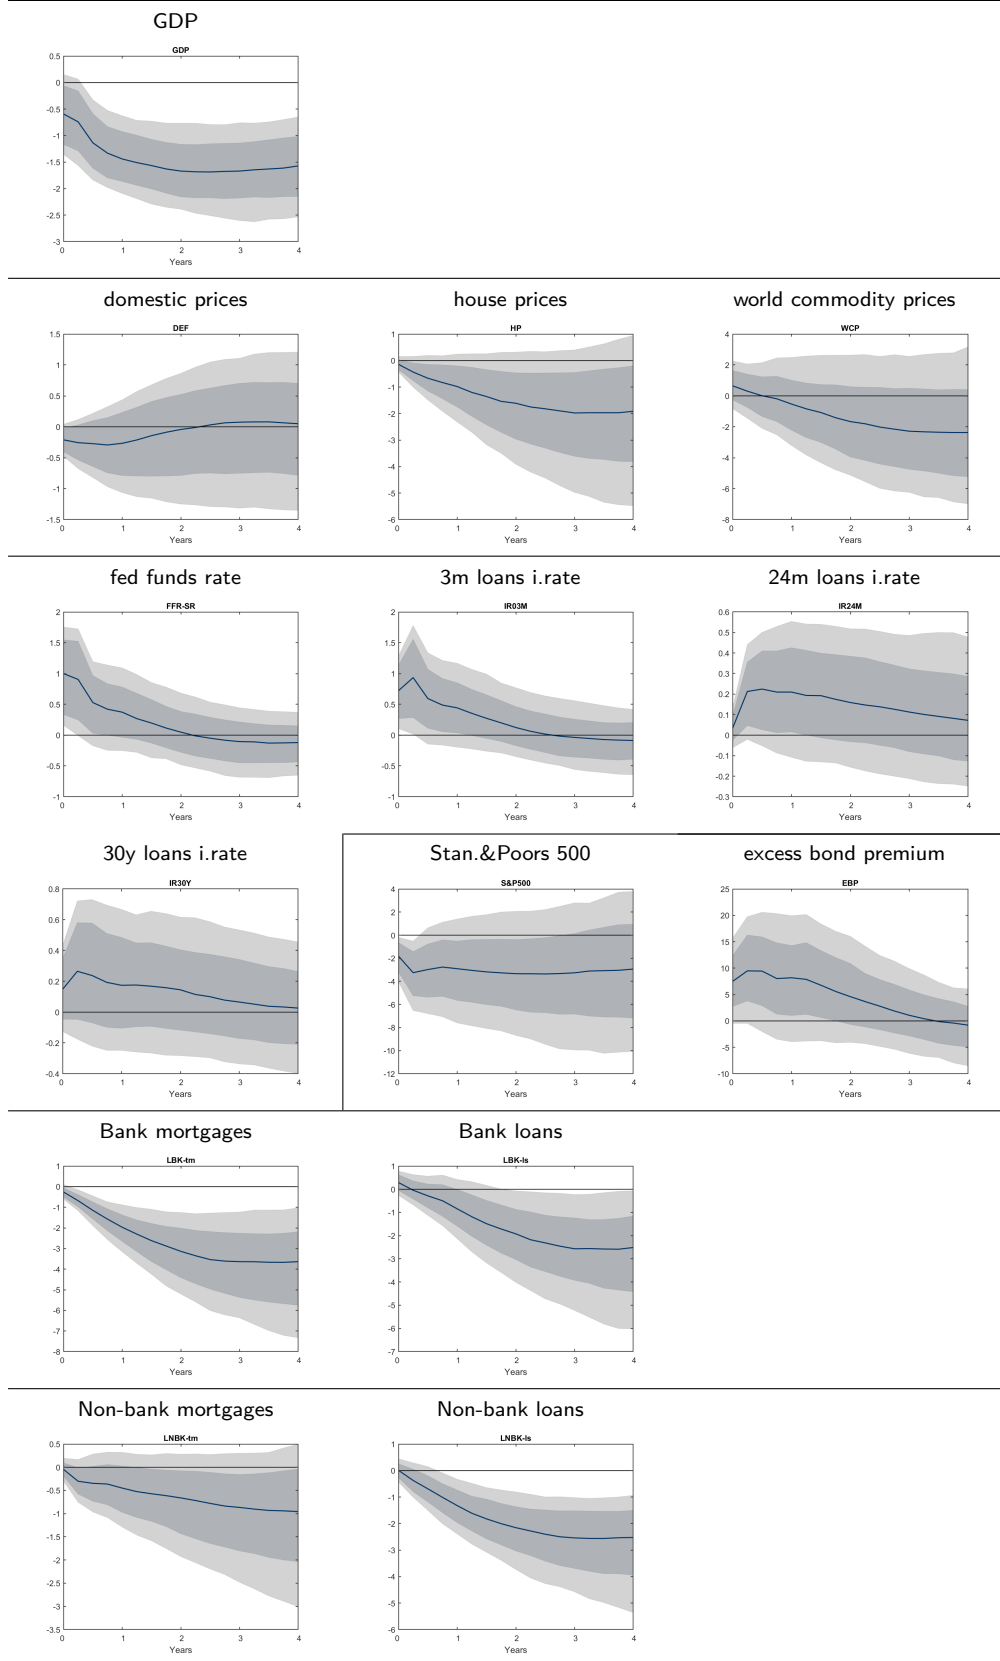 GDP
GDP
0.5
0
-0.5
-1
-1.5
-2
-2.5
-3
0 1 2 3 4
Years
domestic prices house prices world commodity prices
DEF
1.5
1
0.5
0
-0.5
-1
-1.5
0 1 2 3 4
Years
HP
1
0
-1
-2
-3
-4
-5
-6
0 1 2 3 4
Years
WCP
4
2
0
-2
-4
-6
-8
0 1 2 3 4
Years
fed funds rate 3m loans i.rate 24m loans i.rate
FFR-SR
2
1.5
1
0.5
0
-0.5
-1
0 1 2 3 4
Years
IR03M
2
1.5
1
0.5
0
-0.5
-1
0 1 2 3 4
Years
IR24M
0.6
0.5
0.4
0.3
0.2
0.1
0
-0.1
-0.2
-0.3
0 1 2 3 4
Years
30y loans i.rate Stan.&Poors 500 excess bond premium
IR30Y
0.8
0.6
0.4
0.2
0
-0.2
-0.4
0 1 2 3 4
Years
S&P500
4
2
0
-2
-4
-6
-8
-10
-12
0 1 2 3 4
Years
EBP
25
20
15
10
5
0
-5
-10
0 1 2 3 4
Years
Bank mortgages Bank loans
LBK-tm
1
0
-1
-2
-3
-4
-5
-6
-7
-8
0 1 2 3 4
Years
LBK-ls
1
0
-1
-2
-3
-4
-5
-6
-7
0 1 2 3 4
Years
Non-bank mortgages Non-bank loans
LNBK-tm
0.5
0
-0.5
-1
-1.5
-2
-2.5
-3
-3.5
0 1 2 3 4
Years
LNBK-ls
1
0
-1
-2
-3
-4
-5
-6
0 1 2 3 4
Years